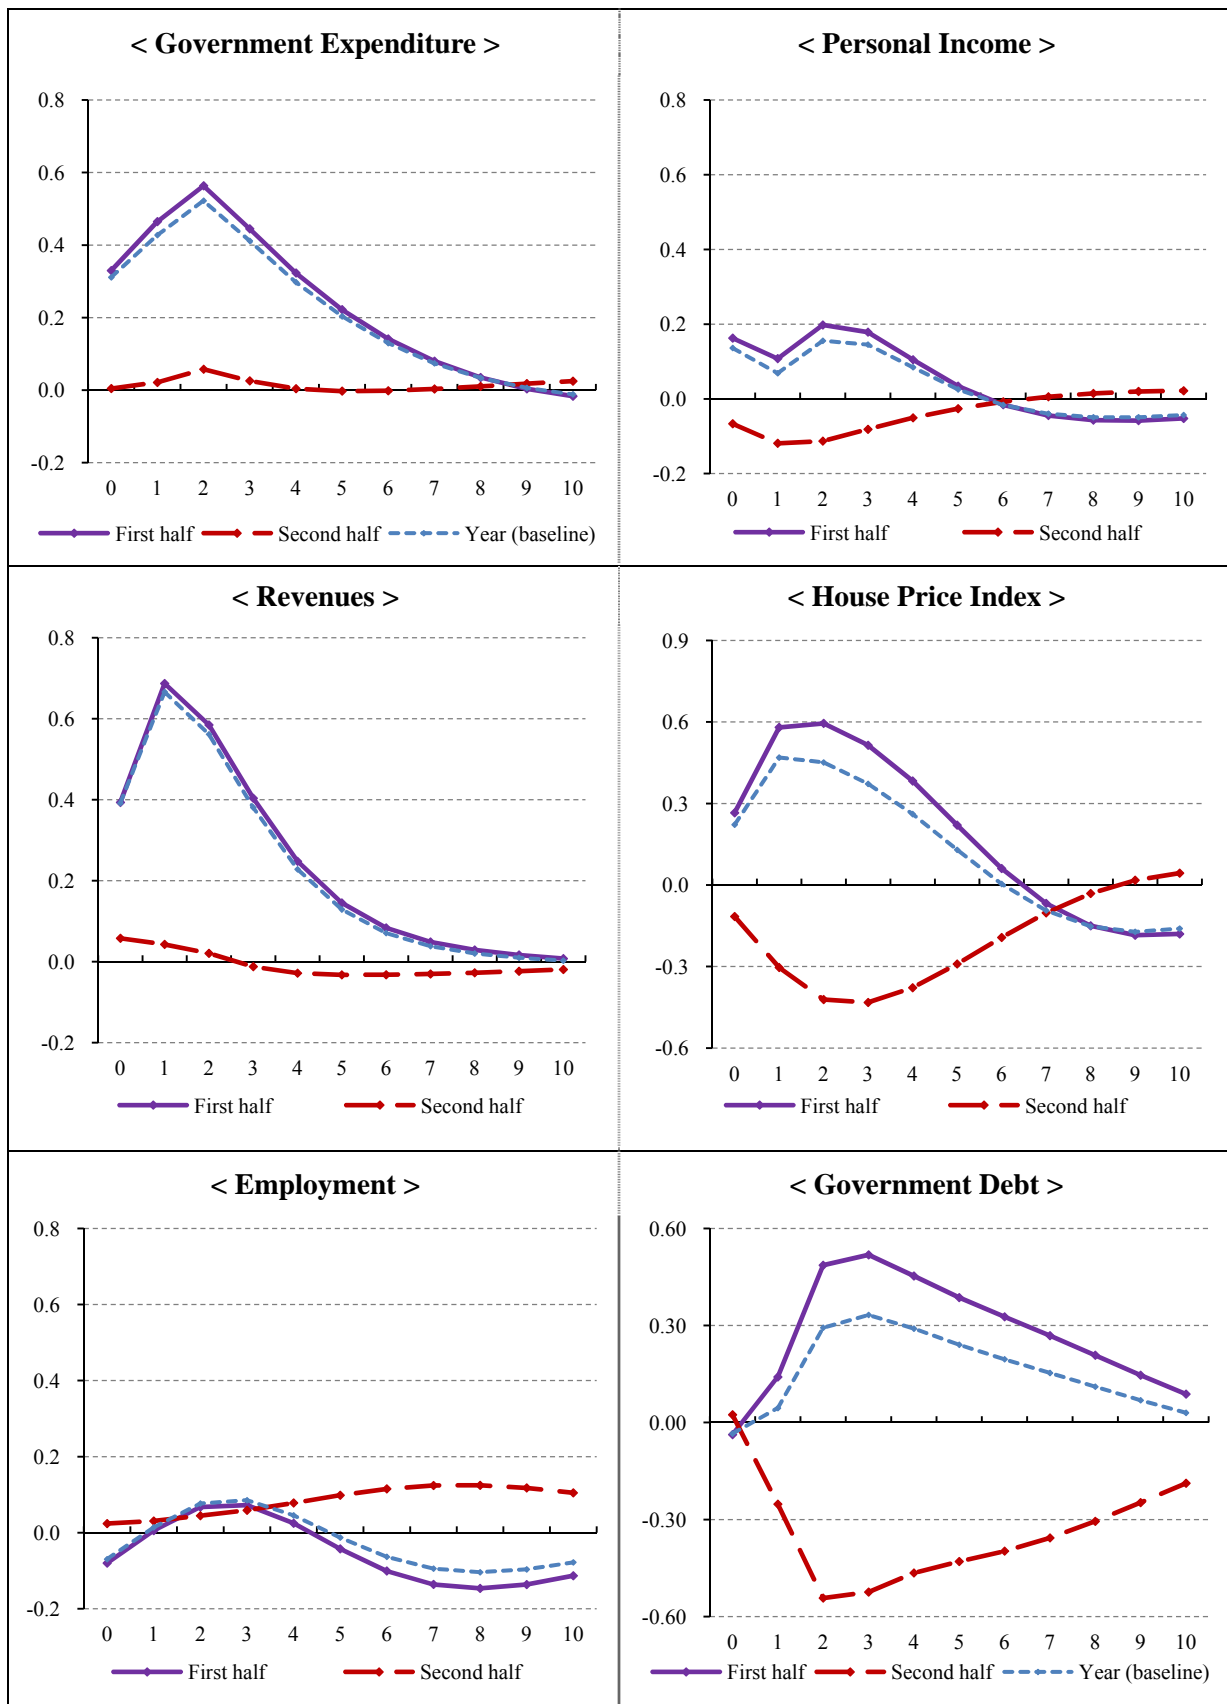 < Government Expenditure >
0.8
0.6
0.4
0.2
0.0
-0.2
0 1 2 3 4 5 6 7 8 9 10
First half Second half Year (baseline)
< Personal Income >
0.8
0.6
0.4
0.2
0.0
-0.2
0 1 2 3 4 5 6 7 8 9 10
First half Second half
< Revenues >
0.8
0.6
0.4
0.2
0.0
-0.2
0 1 2 3 4 5 6 7 8 9 10
First half Second half
< House Price Index >
0.9
0.6
0.3
0.0
-0.3
-0.6
0 1 2 3 4 5 6 7 8 9 10
First half Second half
< Employment >
0.8
0.6
0.4
0.2
0.0
-0.2
0 1 2 3 4 5 6 7 8 9 10
First half Second half
< Government Debt >
0.60
0.30
0.00
-0.30
-0.60
0 1 2 3 4 5 6 7 8 9 10
First half Second half Year (baseline)